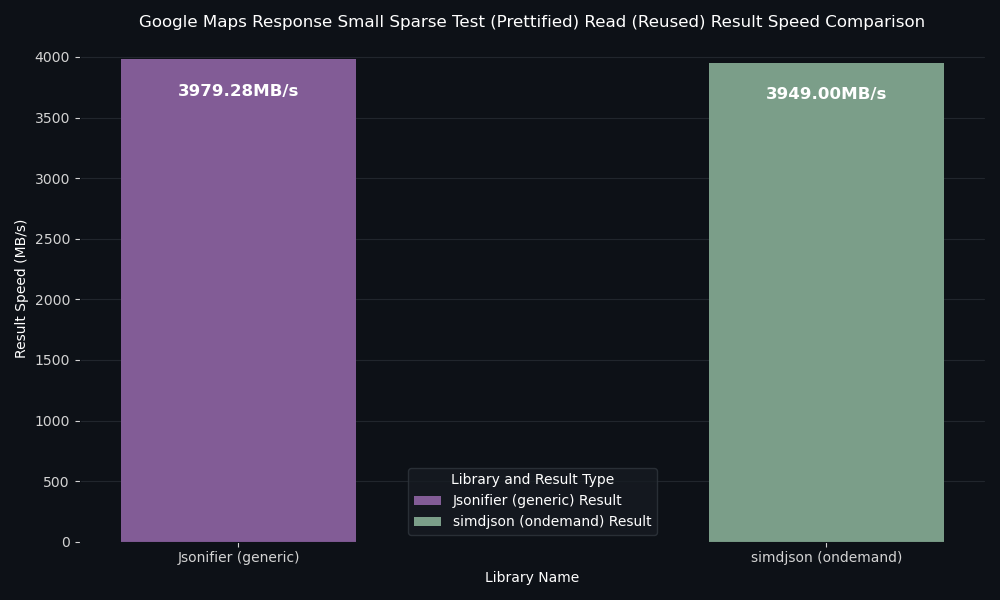 Google Maps Response Small Sparse Test (Prettified) Read (Reused) Result Speed Comparison
4000
3979.28MB/s
3949.00MB/s
3500
3000
2500
Result Speed (MB/s)
2000
1500
1000
500
0
Library and Result Type
Jsonifier (generic) Result
simdjson (ondemand) Result
Jsonifier (generic)
simdjson (ondemand)
Library Name